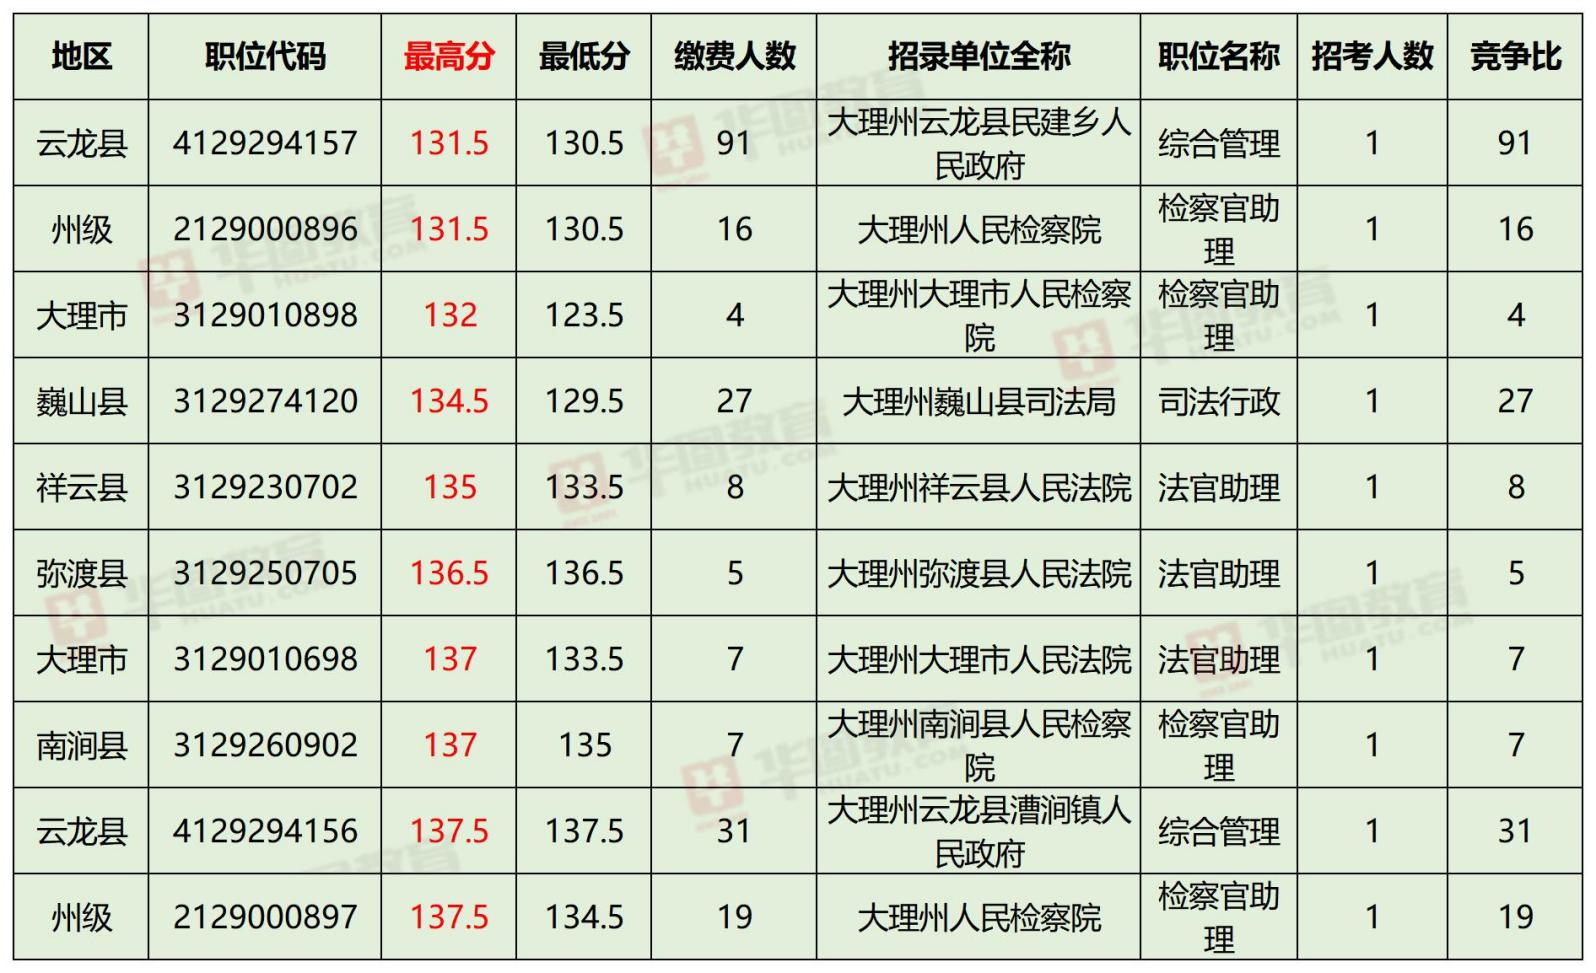 地区 职位代码 最高分 最低分 缴费人数 招录单位全称 职位名称 招考人数 竞争比
云龙县 4129294157 131.5 130.5 91 大理州云龙县民建乡人民政府 综合管理 1 91
州级 2129000896 131.5 130.5 16 大理州人民检察院 检察官助理 1 16
大理市 3129010898 132 123.5 4 大理州大理市人民检察院 检察官助理 1 4
巍山县 3129274120 134.5 129.5 27 大理州巍山县司法局 司法行政 1 27
祥云县 3129230702 135 133.5 8 大理州祥云县人民法院 法官助理 1 8
弥渡县 3129250705 136.5 136.5 5 大理州弥渡县人民法院 法官助理 1 5
大理市 3129010698 137 133.5 7 大理州大理市人民法院 法官助理 1 7
南涧县 3129260902 137 135 7 大理州南涧县人民检察院 检察官助理 1 7
云龙县 4129294156 137.5 137.5 31 大理州云龙县漕涧镇人民政府 综合管理 1 31
州级 2129000897 137.5 134.5 19 大理州人民检察院 检察官助理 1 19
华图教育
HUATU.COM